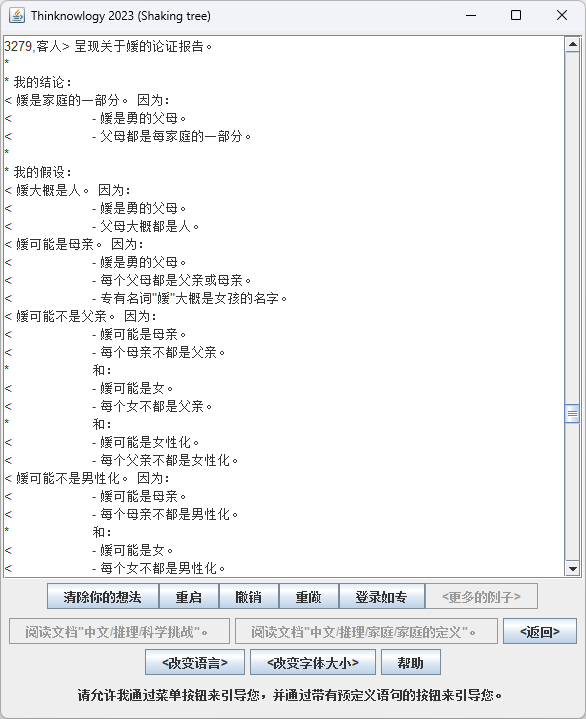 Thinknowlogy 2023 (Shaking tree)
3279,客人> 呈现关于媛的论证报告。
*
* 我的结论:
< 媛是家庭的一部分。 因为:
< - 媛是勇的父母。
< - 父母都是每家庭的一部分。
*
* 我的假设:
< 媛大概是人。 因为:
< - 媛是勇的父母。
< - 父母大概都是人。
< 媛可能是母亲。 因为:
< - 媛是勇的父母。
< - 每个父母都是父亲或母亲。
< - 专有名词"媛"大概是女孩的名字。
< 媛可能不是父亲。 因为:
< - 媛可能是母亲。
< - 每个母亲不都是父亲。
* 和:
< - 媛可能是女。
< - 每个女不都是父亲。
* 和:
< - 媛可能是女性化。
< - 每个父亲不都是女性化。
< 媛可能不是男性化。 因为:
< - 媛可能是母亲。
< - 每个母亲不都是男性化。
* 和:
< - 媛可能是女。
< - 每个女不都是男性化。
清除你的想法 重启 撤销 重做 登录如专 <更多的例子>
阅读文档"中文/推理/科学挑战"。 阅读文档"中文/推理/家庭/家庭的定义"。 <返回>
<改变语言> <改变字体大小> 帮助
请允许我通过菜单按钮来引导您，并通过带有预定义语句的按钮来引导您。